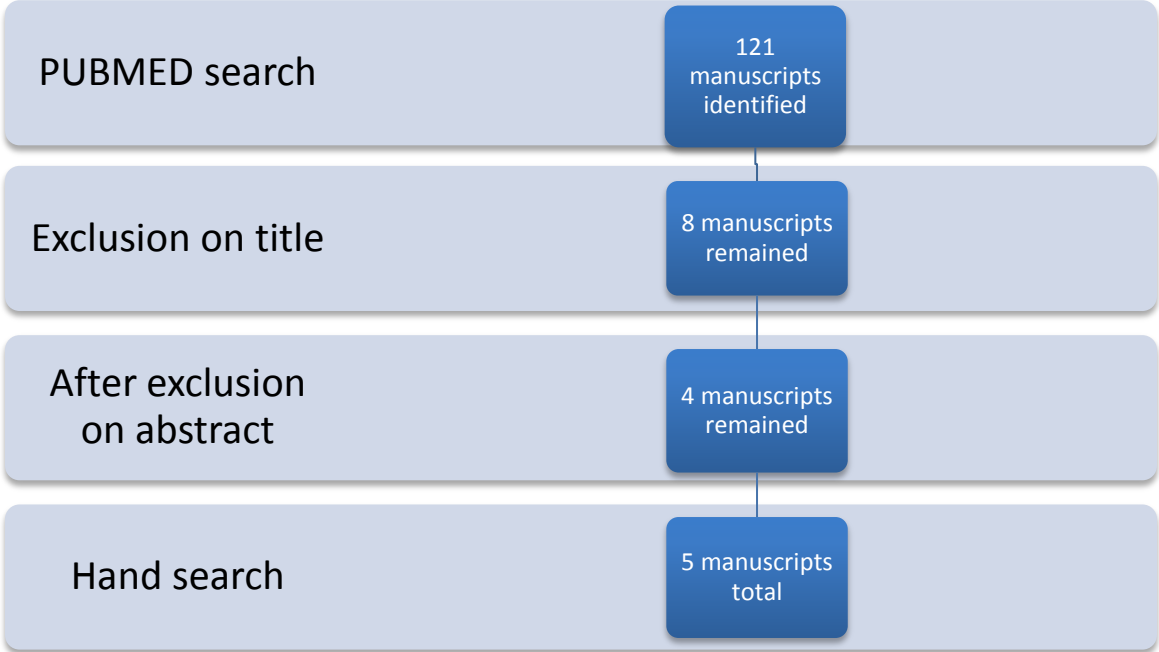 PUBMED search
121
manuscripts
identified
Exclusion on title
8 manuscripts
remained
After exclusion
on abstract
4 manuscripts
remained
Hand search
5 manuscripts
total